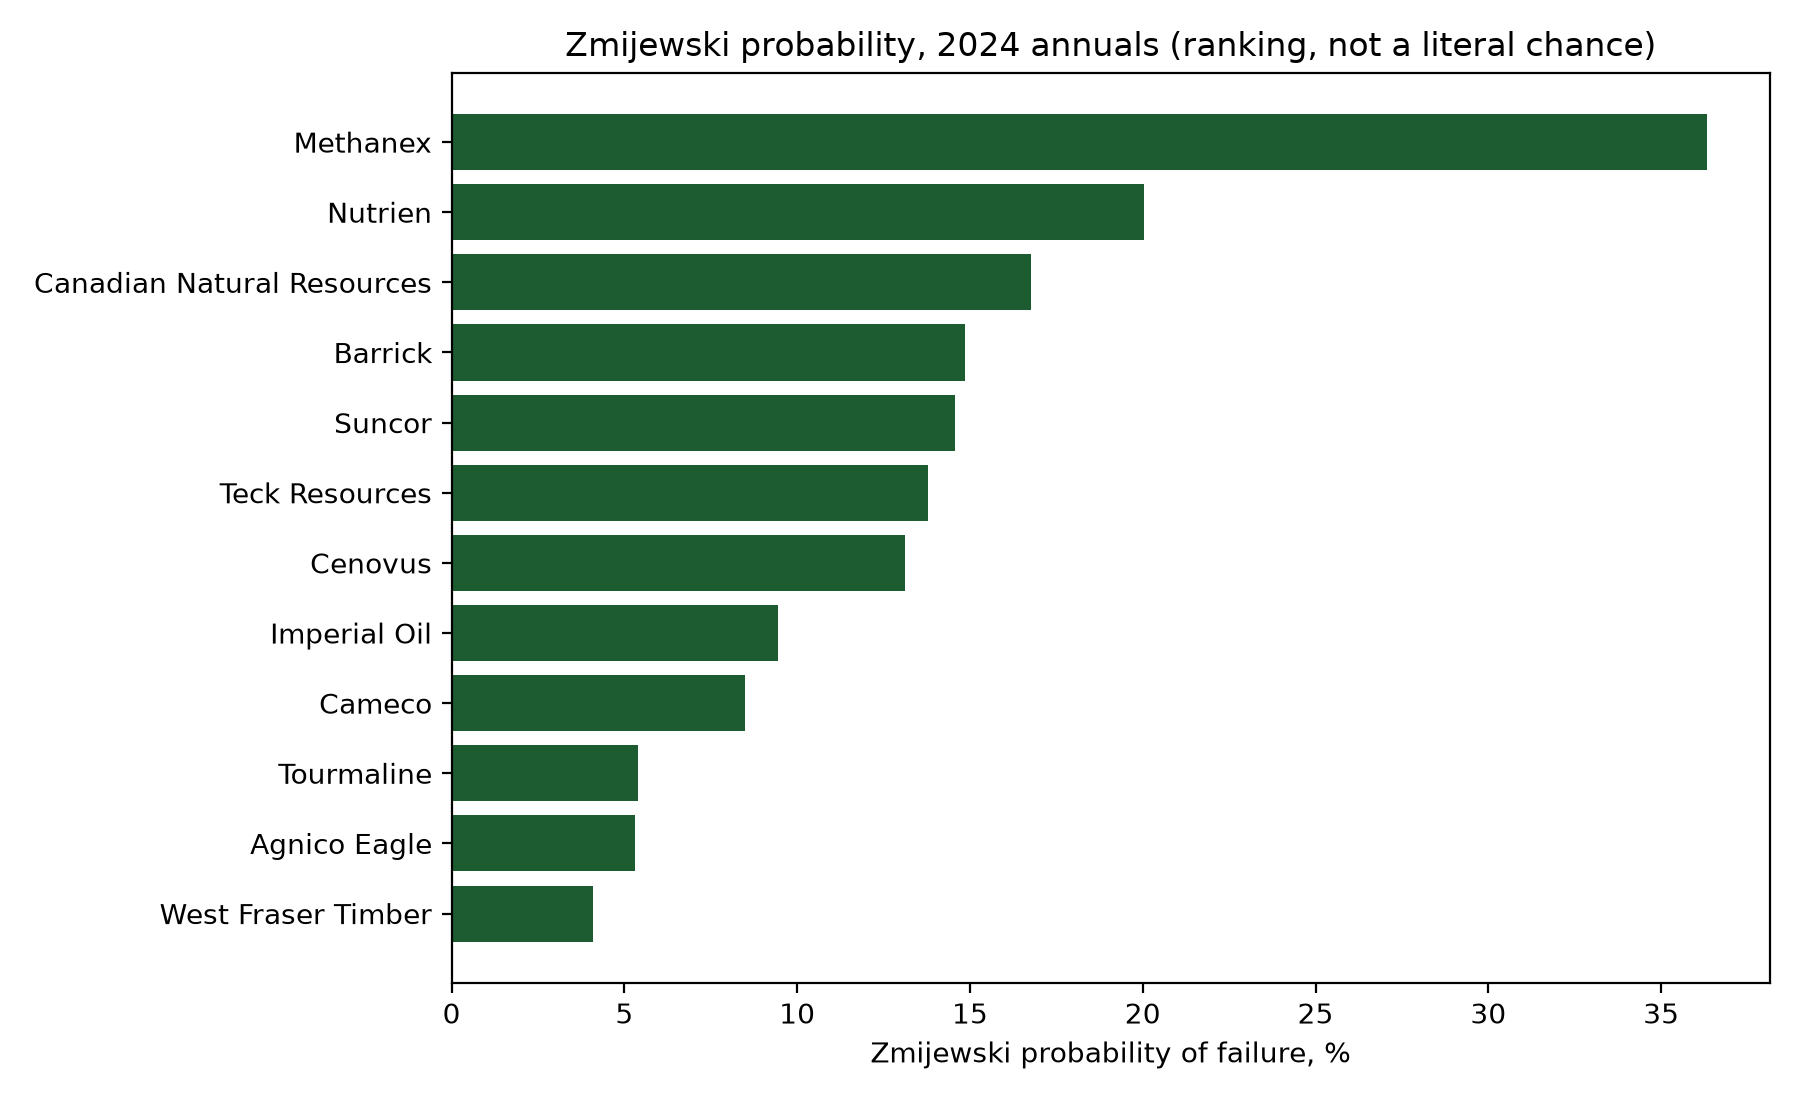 Zmijewski probability, 2024 annuals (ranking, not a literal chance)
Methanex
Nutrien
Canadian Natural Resources
Barrick
Suncor
Teck Resources
Cenovus
Imperial Oil
Cameco
Tourmaline
Agnico Eagle
West Fraser Timber
0 5 10 15 20 25 30 35
Zmijewski probability of failure, %